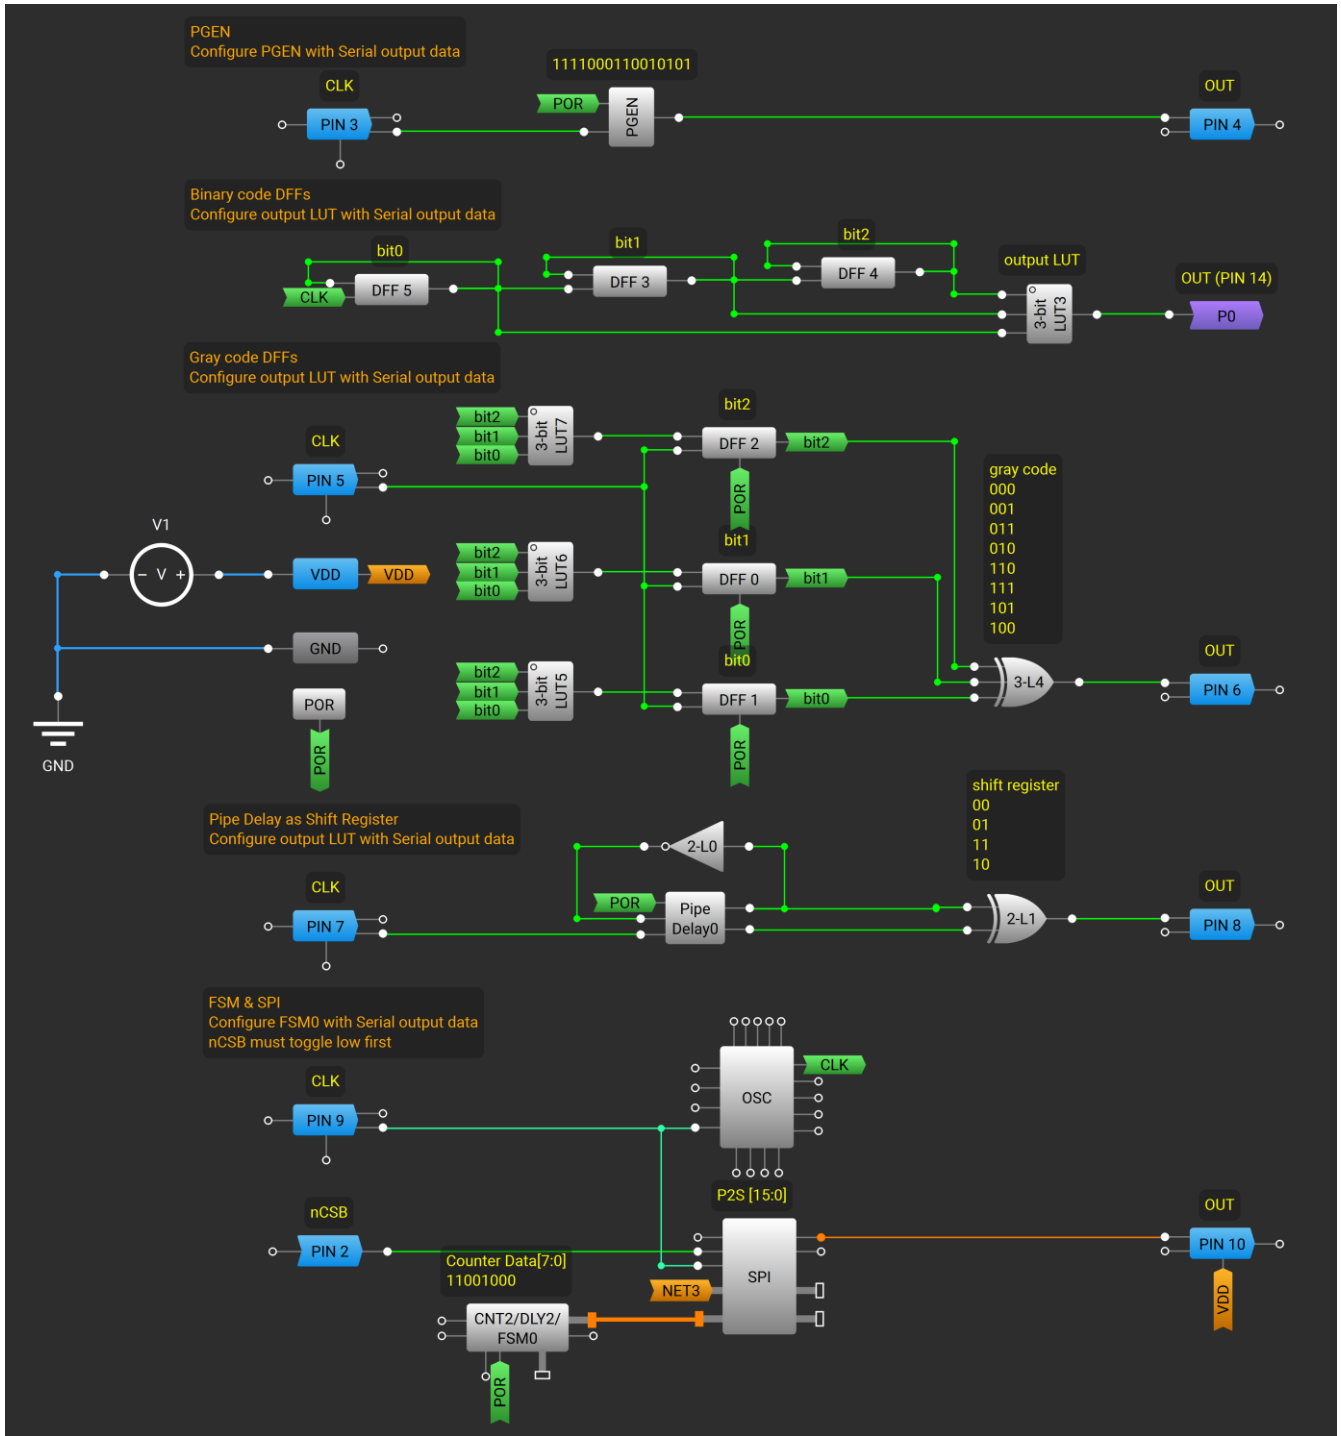 PGEN
Configure PGEN with Serial output data
CLK
1111000110010101
OUT
POR
PIN 3
PGEN
PIN 4
Binary code DFFs
Configure output LUT with Serial output data
bit0
bit1
bit2
output LUT
CLK
DFF 5
DFF 3
DFF 4
3-bit
LUT3
OUT (PIN 14)
P0
Gray code DFFs
Configure output LUT with Serial output data
bit2
CLK
bit2
bit1
bit0
3-bit
LUT7
DFF 2
bit2
POR
PIN 5
gray code
000
001
011
010
110
111
101
100
V1
V
VDD
VDD
bit2
bit1
bit0
3-bit
LUT6
bit1
DFF 0
bit1
POR
GND
POR
POR
GND
bit2
bit1
bit0
3-bit
LUT5
bit0
DFF 1
bit0
POR
3-L4
OUT
PIN 6
Pipe Delay as Shift Register
Configure output LUT with Serial output data
shift register
00
01
11
10
2-L0
CLK
PIN 7
POR
Pipe
Delay0
2-L1
OUT
PIN 8
FSM & SPI
Configure FSM0 with Serial output data
nCSB must toggle low first
CLK
PIN 9
OSC
CLK
P2S [15:0]
nCSB
PIN 2
Counter Data[7:0]
11001000
CNT2/DLY2/
FSM0
POR
NET3
SPI
OUT
PIN 10
VDD